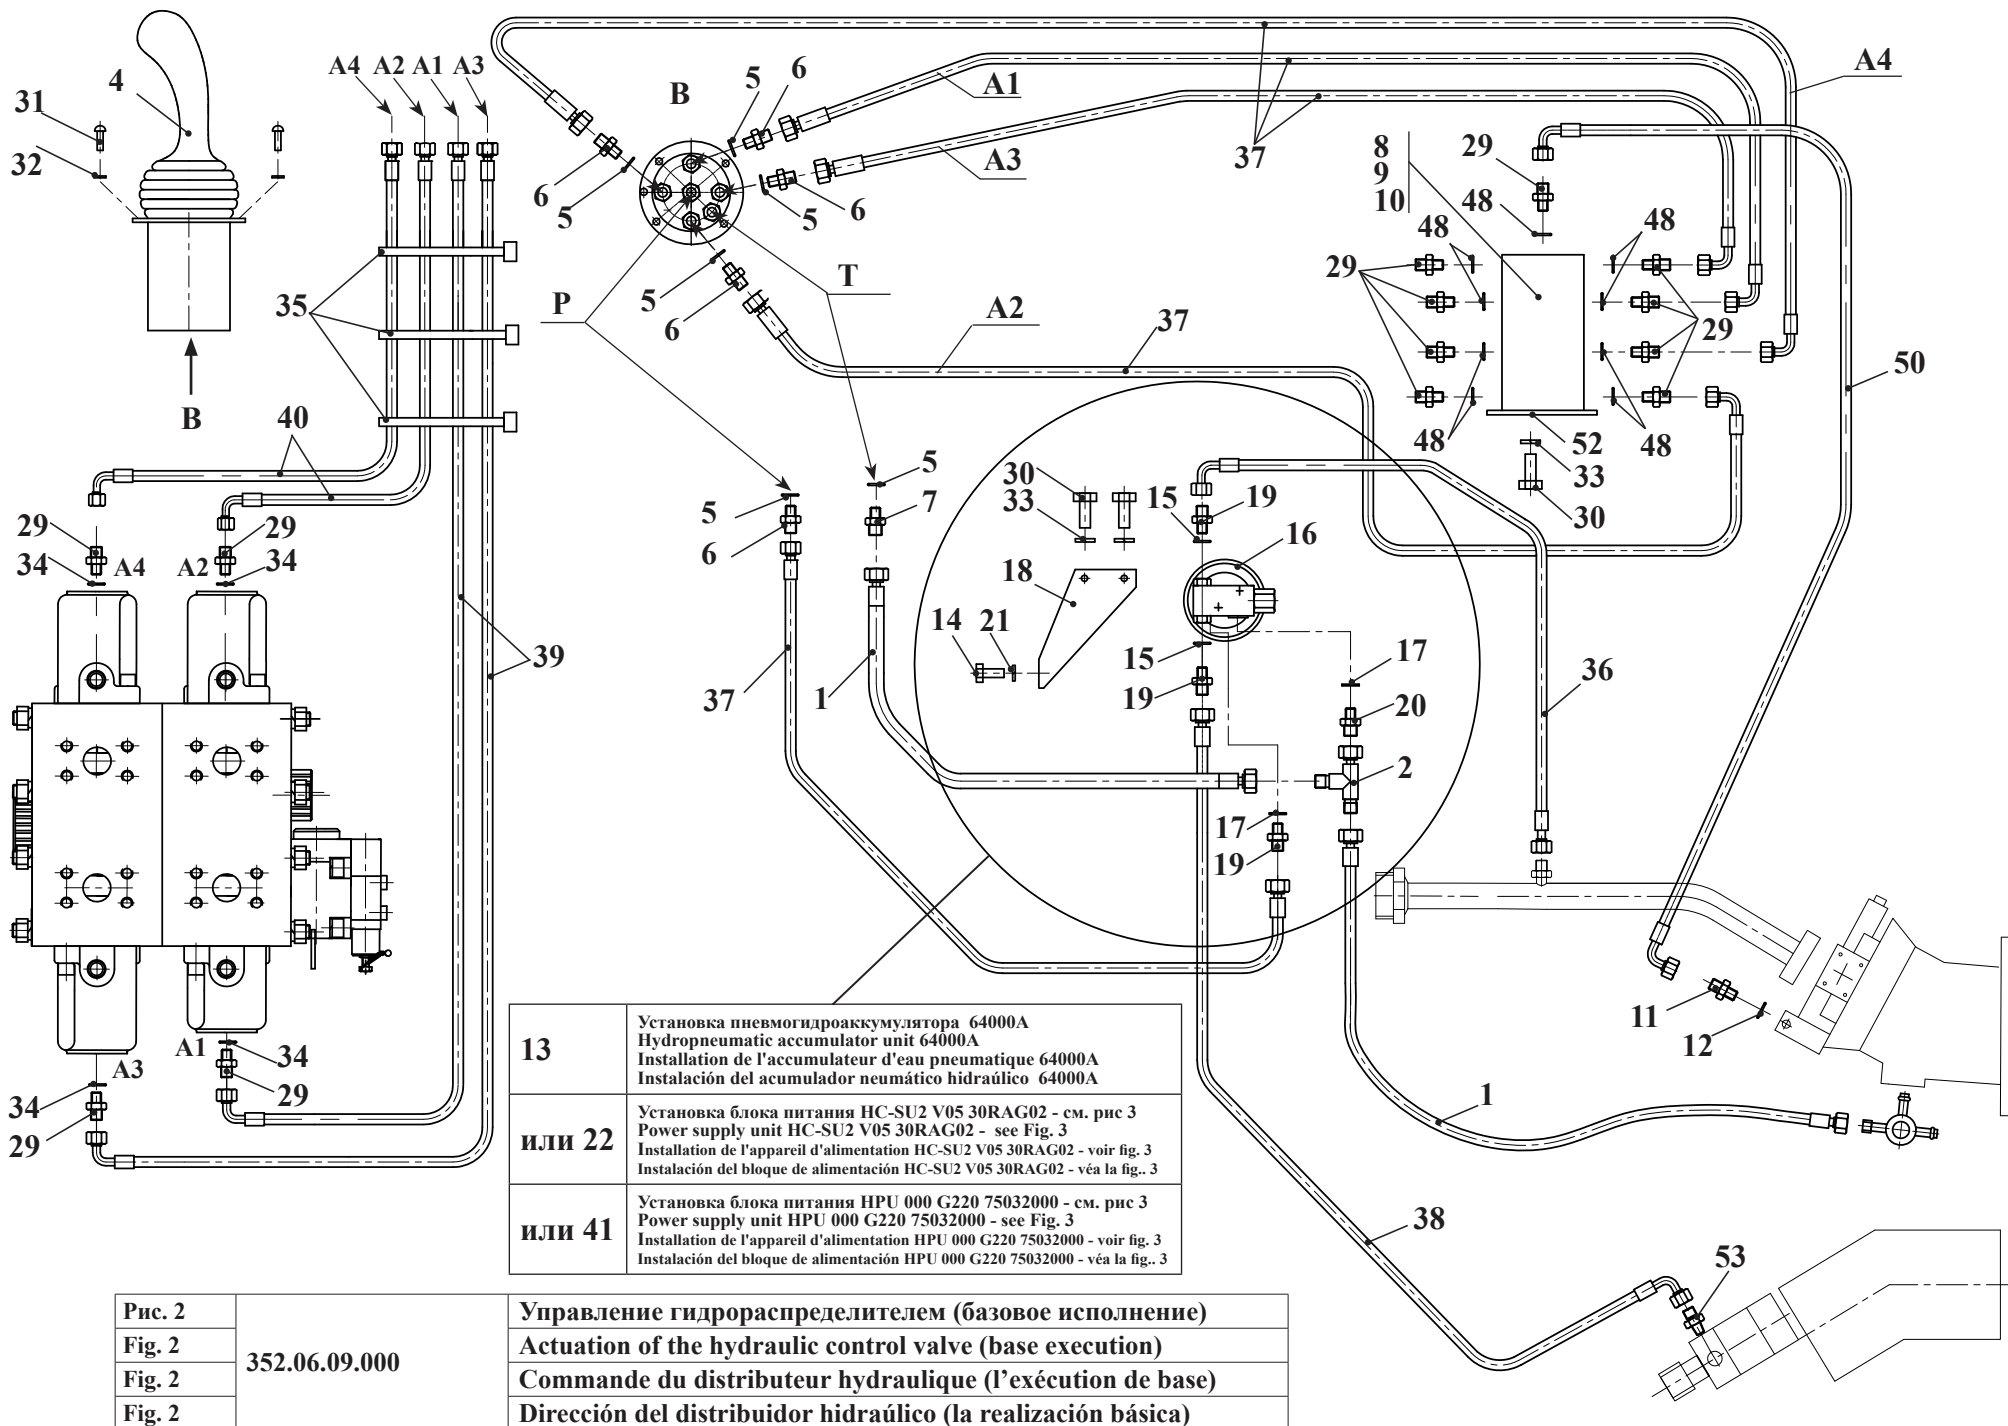 4
31
32
B
A4 A2 A1 A3
35
40
29
34
A4
A2
29
34
39
A1
34
29
A3
34
29
B
5
6
A1
6
5
A3
5
6
5
6
P
T
A2
37
37
A4
8
9
10
29
48
48
48
29
29
48
48
52
33
30
50
5
6
5
7
30
33
15
19
16
18
14
21
15
19
17
20
2
17
19
37
1
36
11
12
1
38
53
13
Установка пневмогидроаккумулятора 64000А
Hydropneumatic accumulator unit 64000A
Installation de l'accumulateur d'eau pneumatique 64000A
Instalación del acumulador neumático hidraúlico 64000A
или 22
Установка блока питания HC-SU2 V05 30RAG02 - см. рис 3
Power supply unit HC-SU2 V05 30RAG02 - see Fig. 3
Installation de l'appareil d'alimentation HC-SU2 V05 30RAG02 - voir fig. 3
Instalación del bloque de alimentación HC-SU2 V05 30RAG02 - véa la fig.. 3
или 41
Установка блока питания HPU 000 G220 75032000 - см. рис 3
Power supply unit HPU 000 G220 75032000 - see Fig. 3
Installation de l'appareil d'alimentation HPU 000 G220 75032000 - voir fig. 3
Instalación del bloque de alimentación HPU 000 G220 75032000 - véa la fig.. 3
Рис. 2
Fig. 2
Fig. 2
Fig. 2
352.06.09.000
Управление гидрораспределителем (базовое исполнение)
Actuation of the hydraulic control valve (base execution)
Commande du distributeur hydraulique (l’exécution de base)
Dirección del distribuidor hidraúlico (la realización básica)